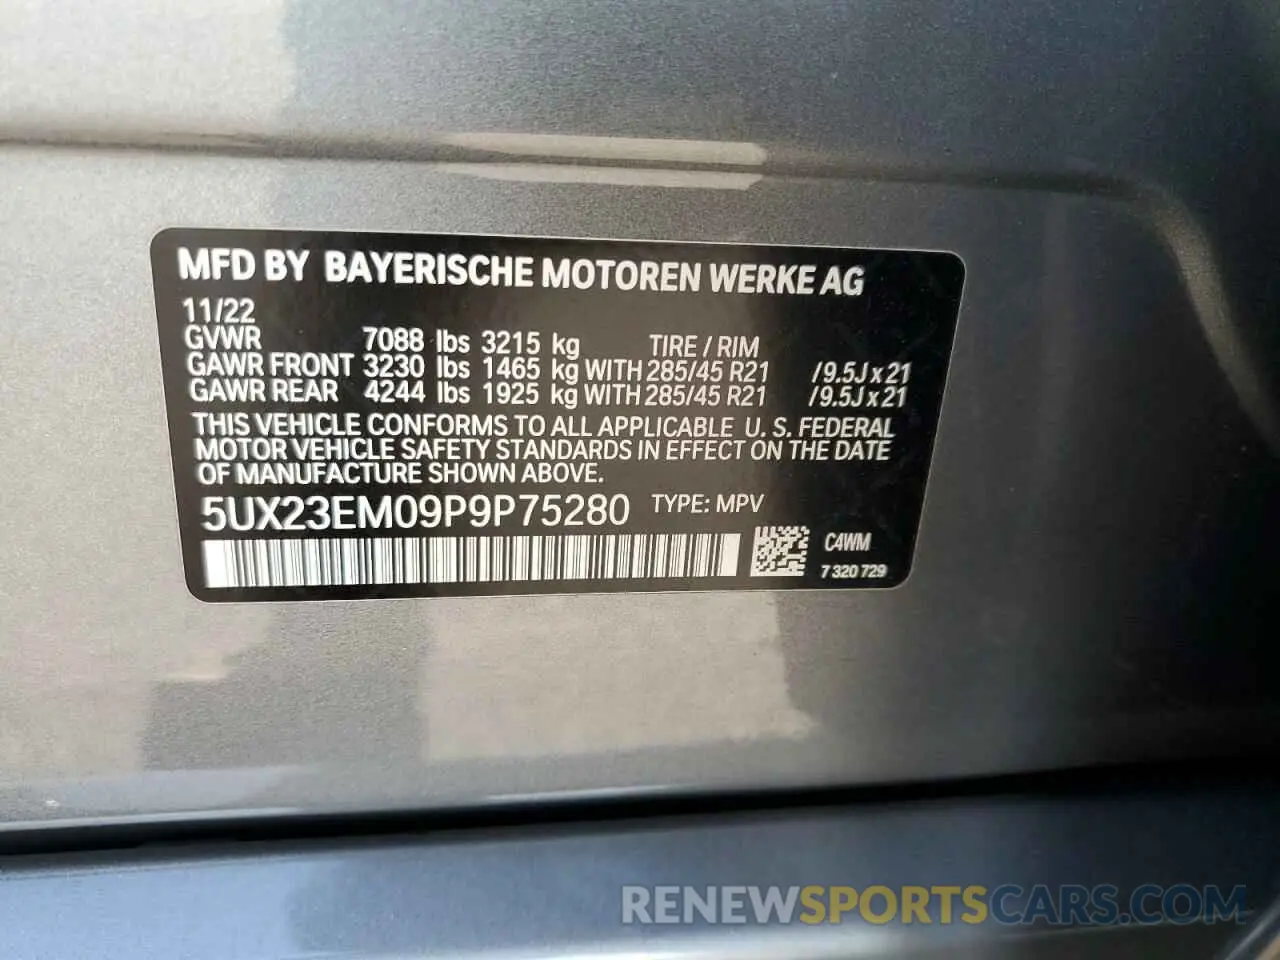 MFD BY BAYERISCHE MOTOREN WERKE AG
11/22
GVWR 7088 lbs 3215 kg TIRE / RIM
GAWR FRONT 3230 lbs 1465 kg WITH 285/45 R21 /9.5J x 21
GAWR REAR 4244 lbs 1925 kg WITH 285/45 R21 /9.5J x 21
THIS VEHICLE CONFORMS TO ALL APPLICABLE U. S. FEDERAL
MOTOR VEHICLE SAFETY STANDARDS IN EFFECT ON THE DATE
OF MANUFACTURE SHOWN ABOVE.
5UX23EM09P9P75280 TYPE: MPV
C4WM
7 320 729
RENEWSPORTSCARS.COM